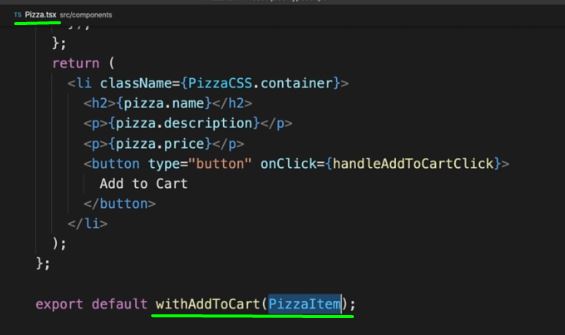 TS Pizza.tsx src/components
};
return (
<li className={PizzaCSS.container}>
<h2>{pizza.name}</h2>
<p>{pizza.description}</p>
<p>{pizza.price}</p>
<button type="button" onClick={handleAddToCartClick}>
Add to Cart
</button>
</li>
);
};
export default withAddToCart(PizzaItem);